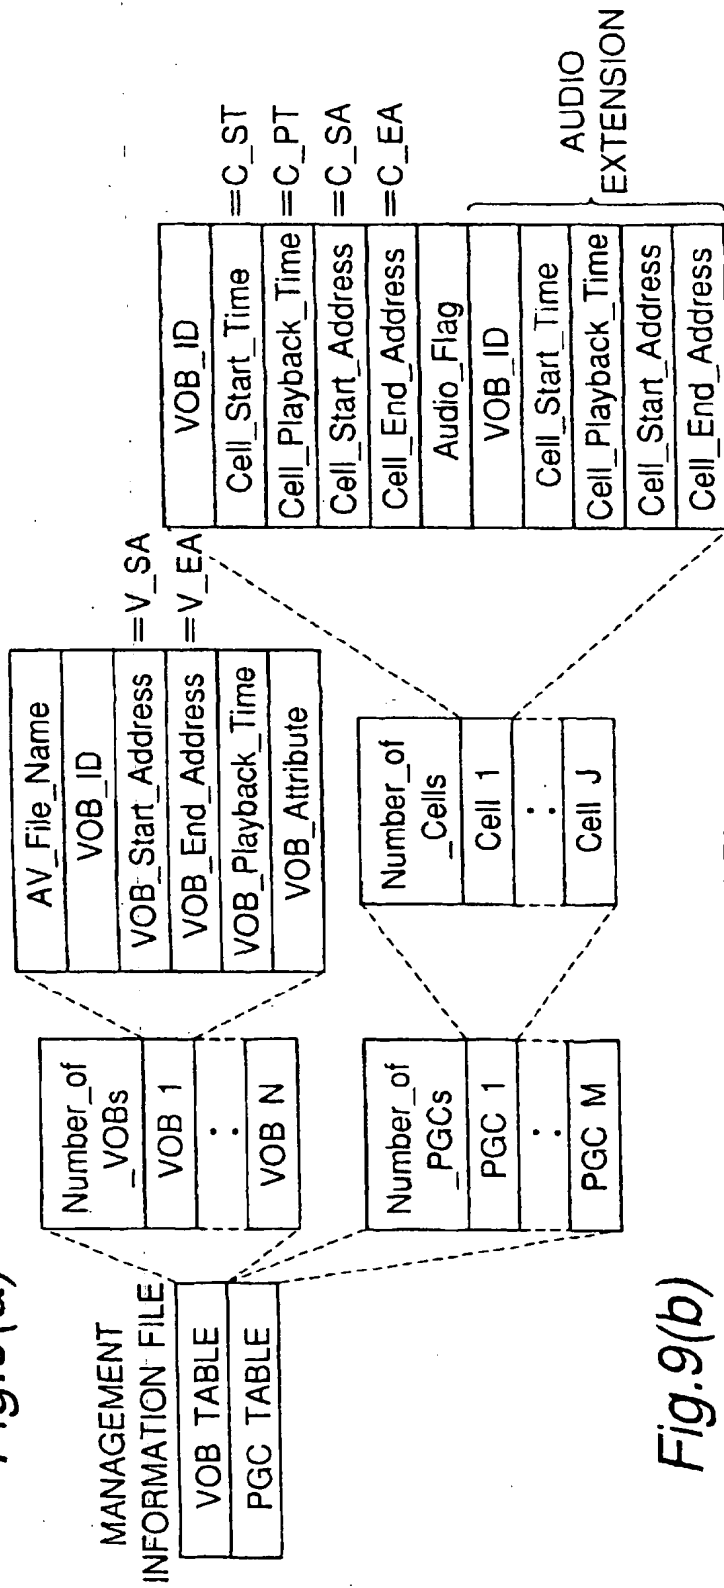 MANAGEMENT
INFORMATION FILE
VOB TABLE
PGC TABLE
Number_of
_VOBs
VOB 1
:
VOB N
AV_File_Name
VOB_ID
VOB_Start_Address
=V_SA
VOB_End_Address
=V_EA
VOB_Playback_Time
VOB_Attribute
Number_of
_PGCs
PGC 1
:
PGC M
Number_of
_Cells
Cell 1
:
Cell J
VOB_ID
Cell_Start_Time
=C_ST
Cell_Playback_Time
=C_PT
Cell_Start_Address
=C_SA
Cell_End_Address
=C_EA
Audio_Flag
VOB_ID
Cell_Start_Time
Cell_Playback_Time
Cell_Start_Address
Cell_End_Address
AUDIO
EXTENSION
Fig.9(b)